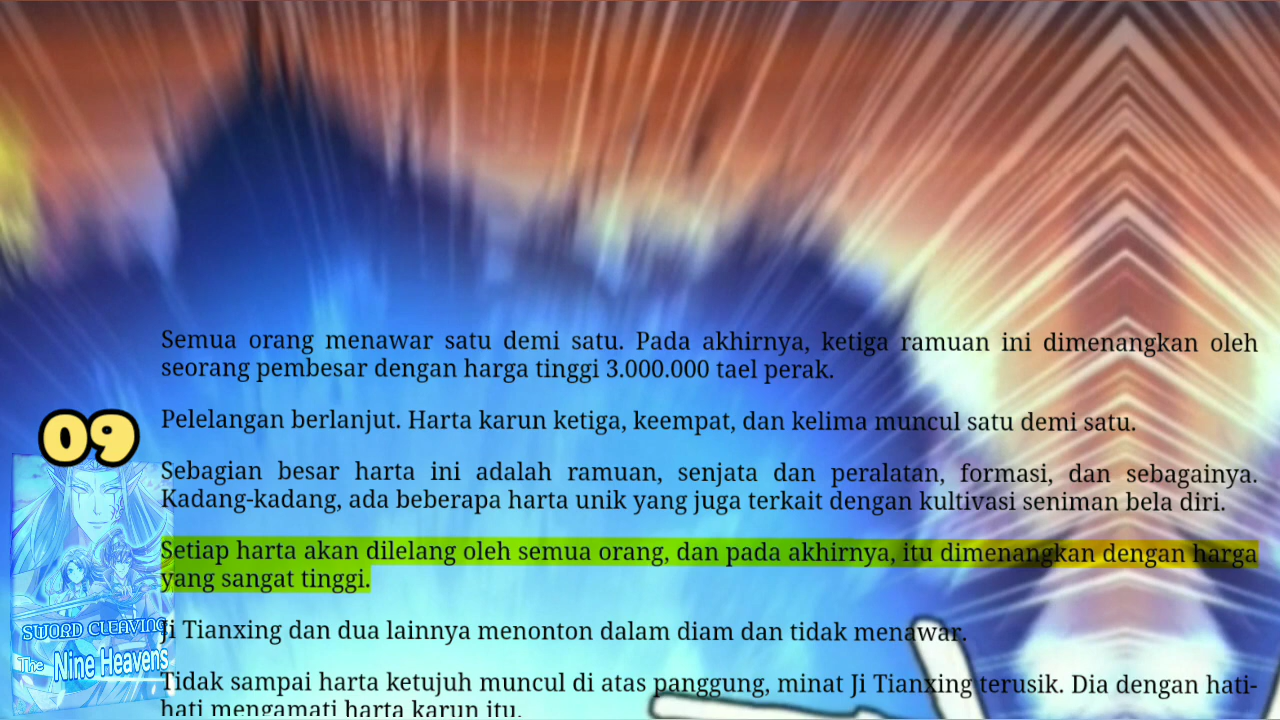 Semua orang menawar satu demi satu. Pada akhirnya, ketiga ramuan ini dimenangkan oleh
seorang pembesar dengan harga tinggi 3.000.000 tael perak.
Pelelangan berlanjut. Harta karun ketiga, keempat, dan kelima muncul satu demi satu.
09
Sebagian besar harta ini adalah ramuan, senjata dan peralatan, formasi, dan sebagainya.
Kadang-kadang, ada beberapa harta unik yang juga terkait dengan kultivasi seniman bela diri.
Setiap harta akan dilelang oleh semua orang, dan pada akhirnya, itu dimenangkan dengan harga
yang sangat tinggi.
Ji Tianxing dan dua lainnya menonton dalam diam dan tidak menawar.
SWORD CLEAVING
The Nine Heavens
Tidak sampai harta ketujuh muncul di atas panggung, minat Ji Tianxing terusik. Dia dengan hati-
hati mengamati harta karun itu.